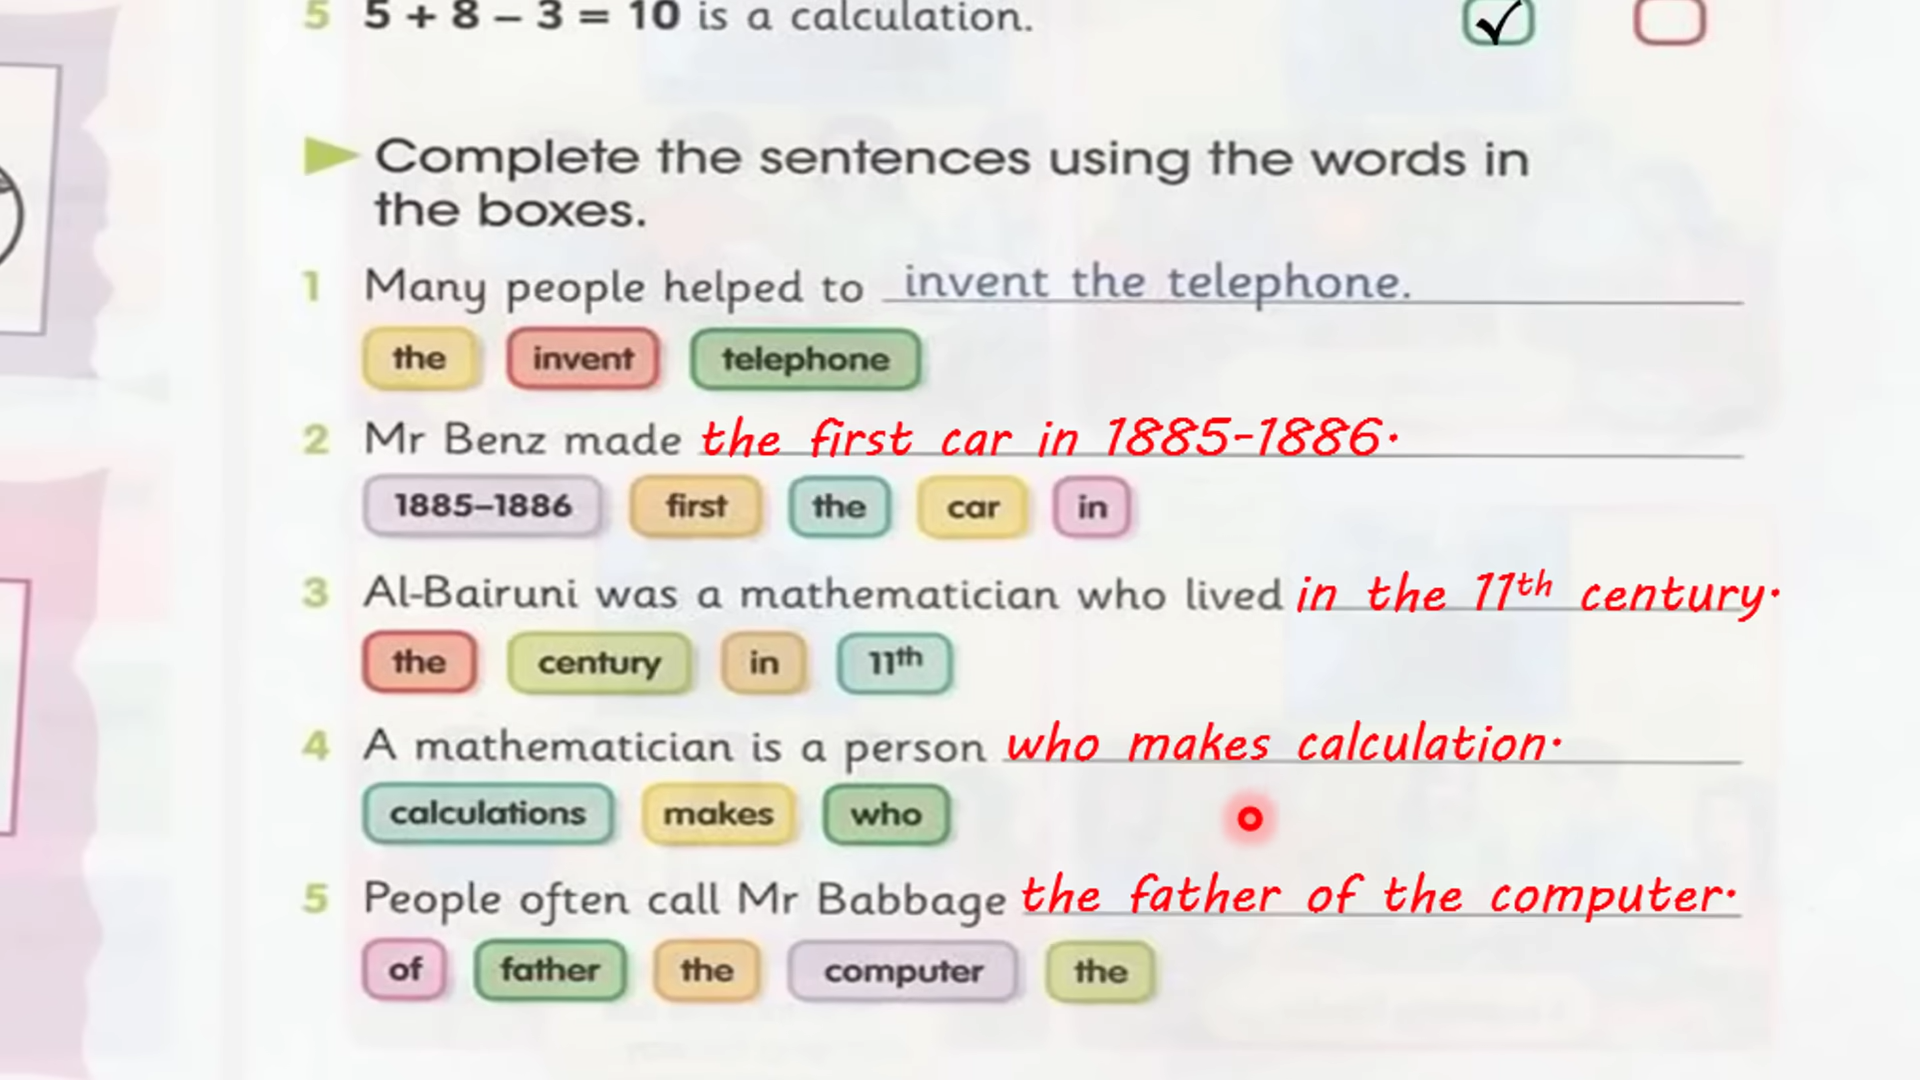 5 5 + 8 – 3 = 10 is a calculation.
Complete the sentences using the words in
the boxes.
1 Many people helped to invent the telephone.
the invent telephone
2 Mr Benz made the first car in 1885-1886.
1885–1886 first the car in
3 Al-Bairuni was a mathematician who lived in the 11th century.
the century in 11th
4 A mathematician is a person who makes calculation.
calculations makes who
5 People often call Mr Babbage the father of the computer.
of father the computer the